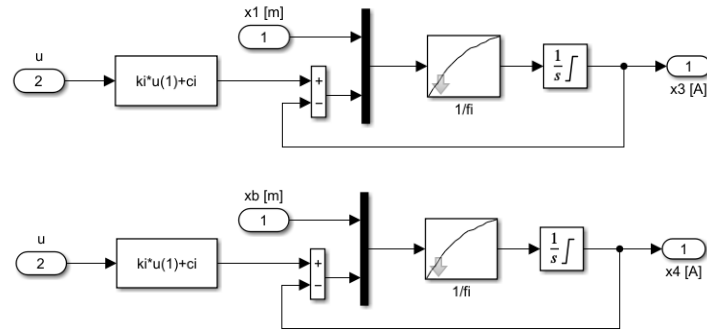 x1 [m]
1
u
2
ki*u(1)+ci
+
−
1/fi
1
s
1
x3 [A]
xb [m]
1
u
2
ki*u(1)+ci
+
−
1/fi
1
s
1
x4 [A]